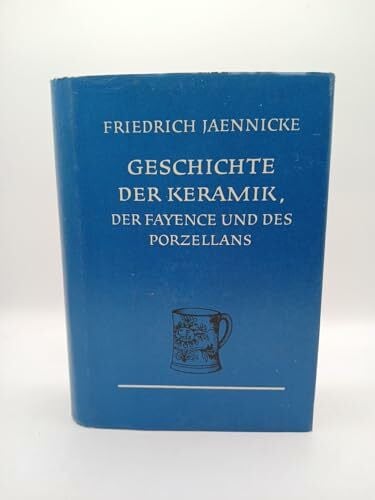 FRIEDRICH JAENNICKE
GESCHICHTE
DER KERAMIK,
DER FAYENCE UND DES
PORZELLANS